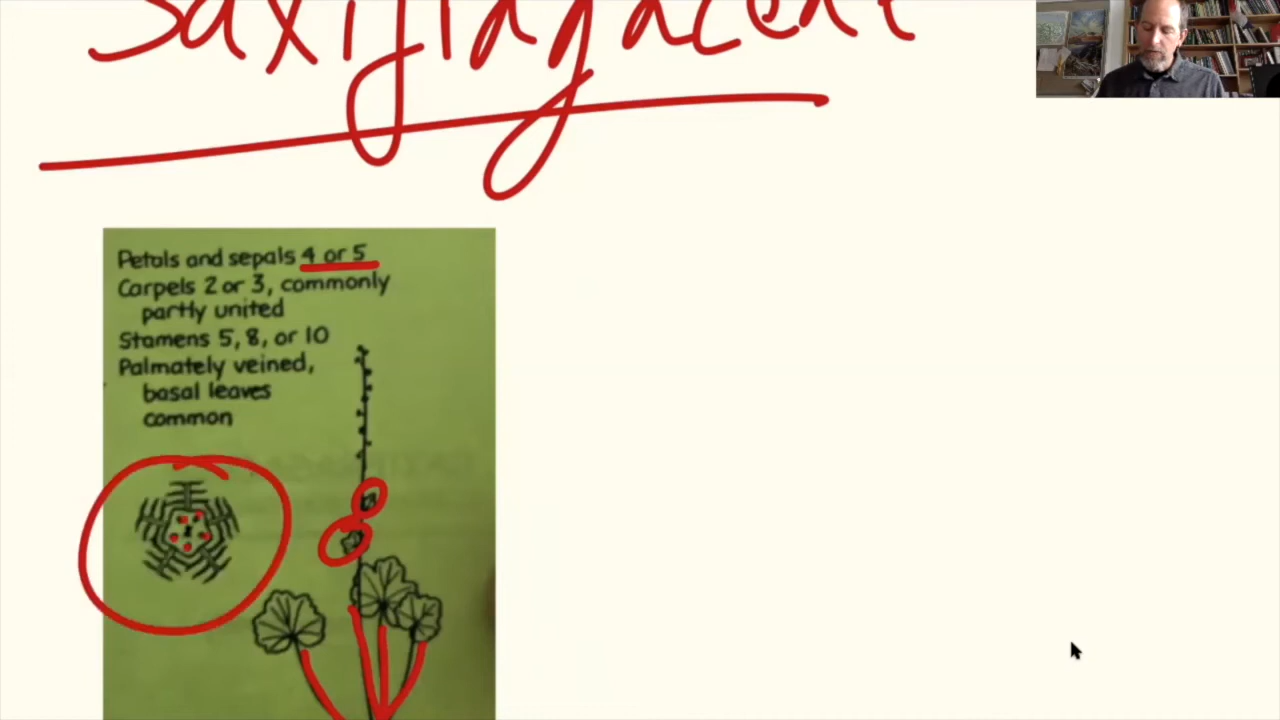 Saxifragaceae
Petals and sepals 4 or 5
Carpels 2 or 3, commonly
partly united
Stamens 5, 8, or 10
Palmately veined,
basal leaves
common